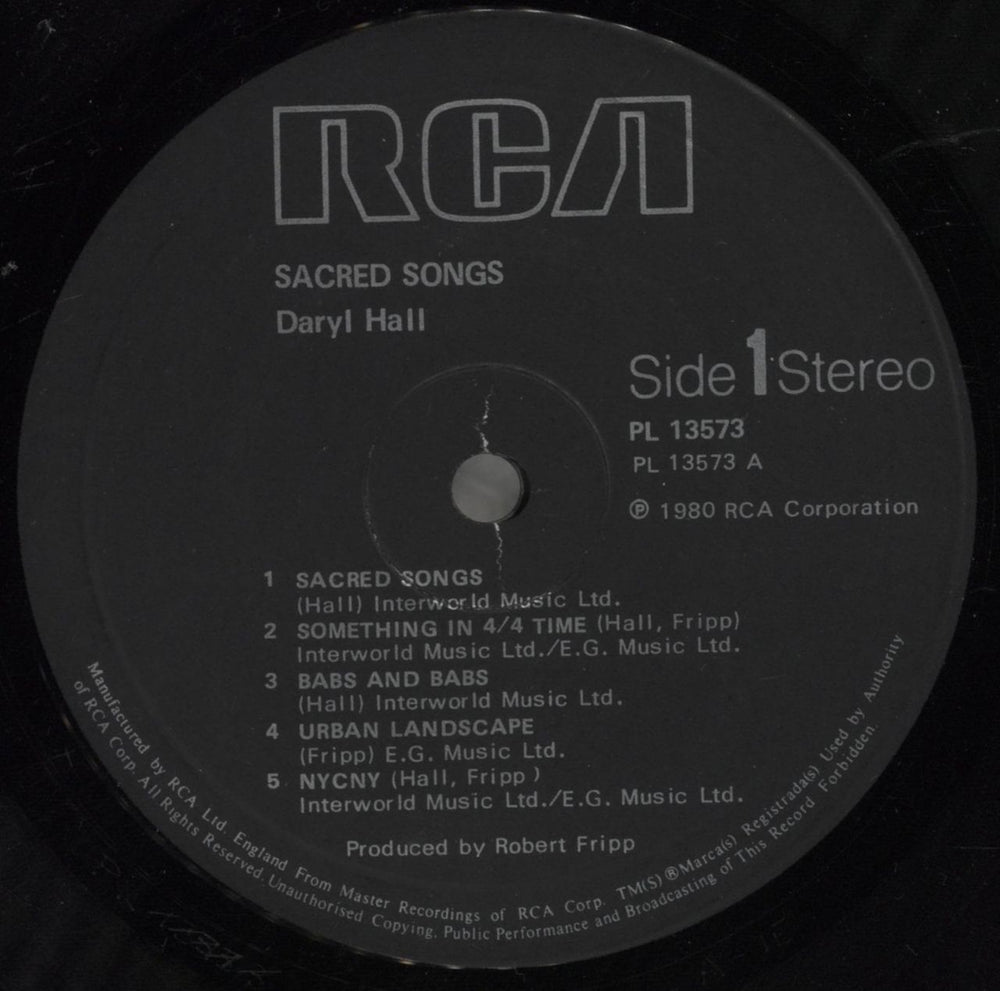 RCA
SACRED SONGS
Daryl Hall
Side 1 Stereo
PL 13573
PL 13573 A
℗ 1980 RCA Corporation
1 SACRED SONGS
(Hall) Interworld Music Ltd.
2 SOMETHING IN 4/4 TIME (Hall, Fripp)
Interworld Music Ltd./E.G. Music Ltd.
3 BABS AND BABS
(Hall) Interworld Music Ltd.
4 URBAN LANDSCAPE
(Fripp) E.G. Music Ltd.
5 NYCNY (Hall, Fripp)
Interworld Music Ltd./E.G. Music Ltd.
Produced by Robert Fripp
Manufactured by RCA Ltd. England From Master Recordings of RCA Corp. TM(S) ® Marca(s) Registrada(s) Used by Authority
of RCA Corp. All Rights Reserved. Unauthorised Copying, Public Performance and Broadcasting of This Record Forbidden